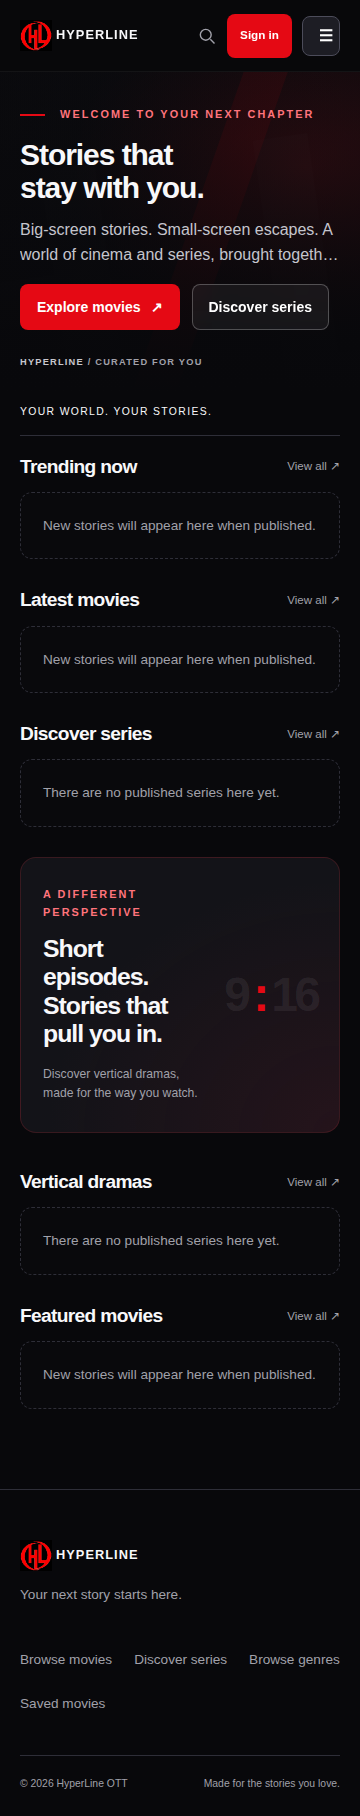 HL HYPERLINE
Sign in
WELCOME TO YOUR NEXT CHAPTER
Stories that
stay with you.
Big-screen stories. Small-screen escapes. A
world of cinema and series, brought togeth…
Explore movies ↗
Discover series
HYPERLINE / CURATED FOR YOU
YOUR WORLD. YOUR STORIES.
Trending now
View all ↗
New stories will appear here when published.
Latest movies
View all ↗
New stories will appear here when published.
Discover series
View all ↗
There are no published series here yet.
A DIFFERENT
PERSPECTIVE
Short
episodes.
Stories that
pull you in.
9:16
Discover vertical dramas,
made for the way you watch.
Vertical dramas
View all ↗
There are no published series here yet.
Featured movies
View all ↗
New stories will appear here when published.
HL HYPERLINE
Your next story starts here.
Browse movies
Discover series
Browse genres
Saved movies
© 2026 HyperLine OTT
Made for the stories you love.